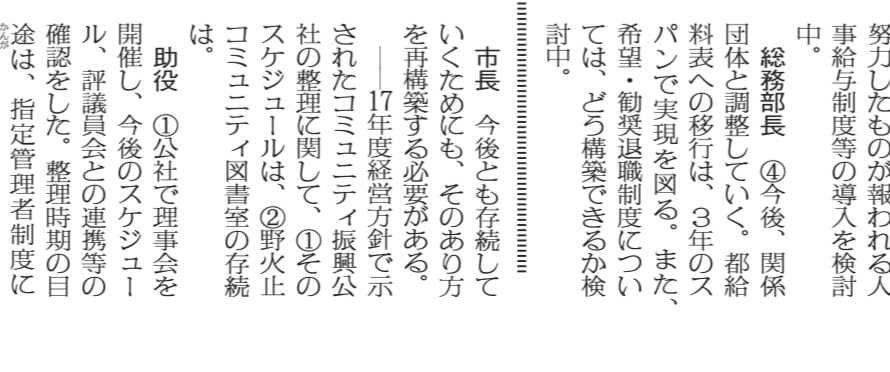 努力したものが報われる人
事給与制度等の導入を検討
中。
総務部長　④今後、関係
団体と調整していく。都給
料表への移行は、３年のス
パンで実現を図る。また、
希望・勧奨退職制度につい
ては、どう構築できるか検
討中。
市長　今後とも存続して
いくためにも、そのあり方
を再構築する必要がある。
――17年度経営方針で示
されたコミュニティ振興公
社の整理に関して、①その
スケジュールは、②野火止
コミュニティ図書室の存続
は。
助役　①公社で理事会を
開催し、今後のスケジュー
ル、評議員会との連携等の
確認をした。整理時期の目
途は、指定管理者制度に
かんが